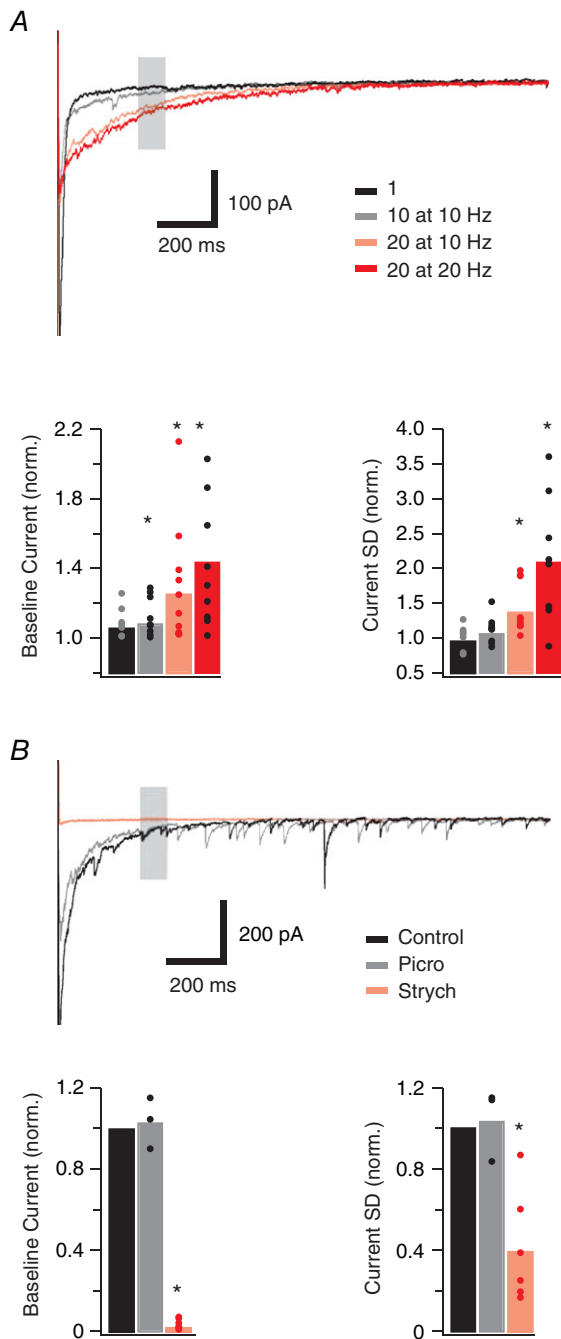 A
100 pA
200 ms
1
10 at 10 Hz
20 at 10 Hz
20 at 20 Hz
Baseline Current (norm.)
2.2
1.8
1.4
1.0
* * *
Current SD (norm.)
4.0
3.5
3.0
2.5
2.0
1.5
1.0
0.5
* *
B
200 pA
200 ms
Control
Picro
Strych
Baseline Current (norm.)
1.2
0.8
0.4
0
*
Current SD (norm.)
1.2
0.8
0.4
0
*